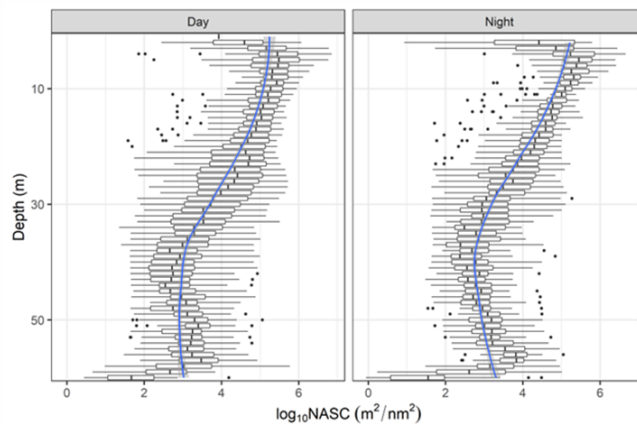 Day Night
10
30
50
Depth (m)
0 2 4 6 0 2 4 6
log₁₀NASC (m²/nm²)